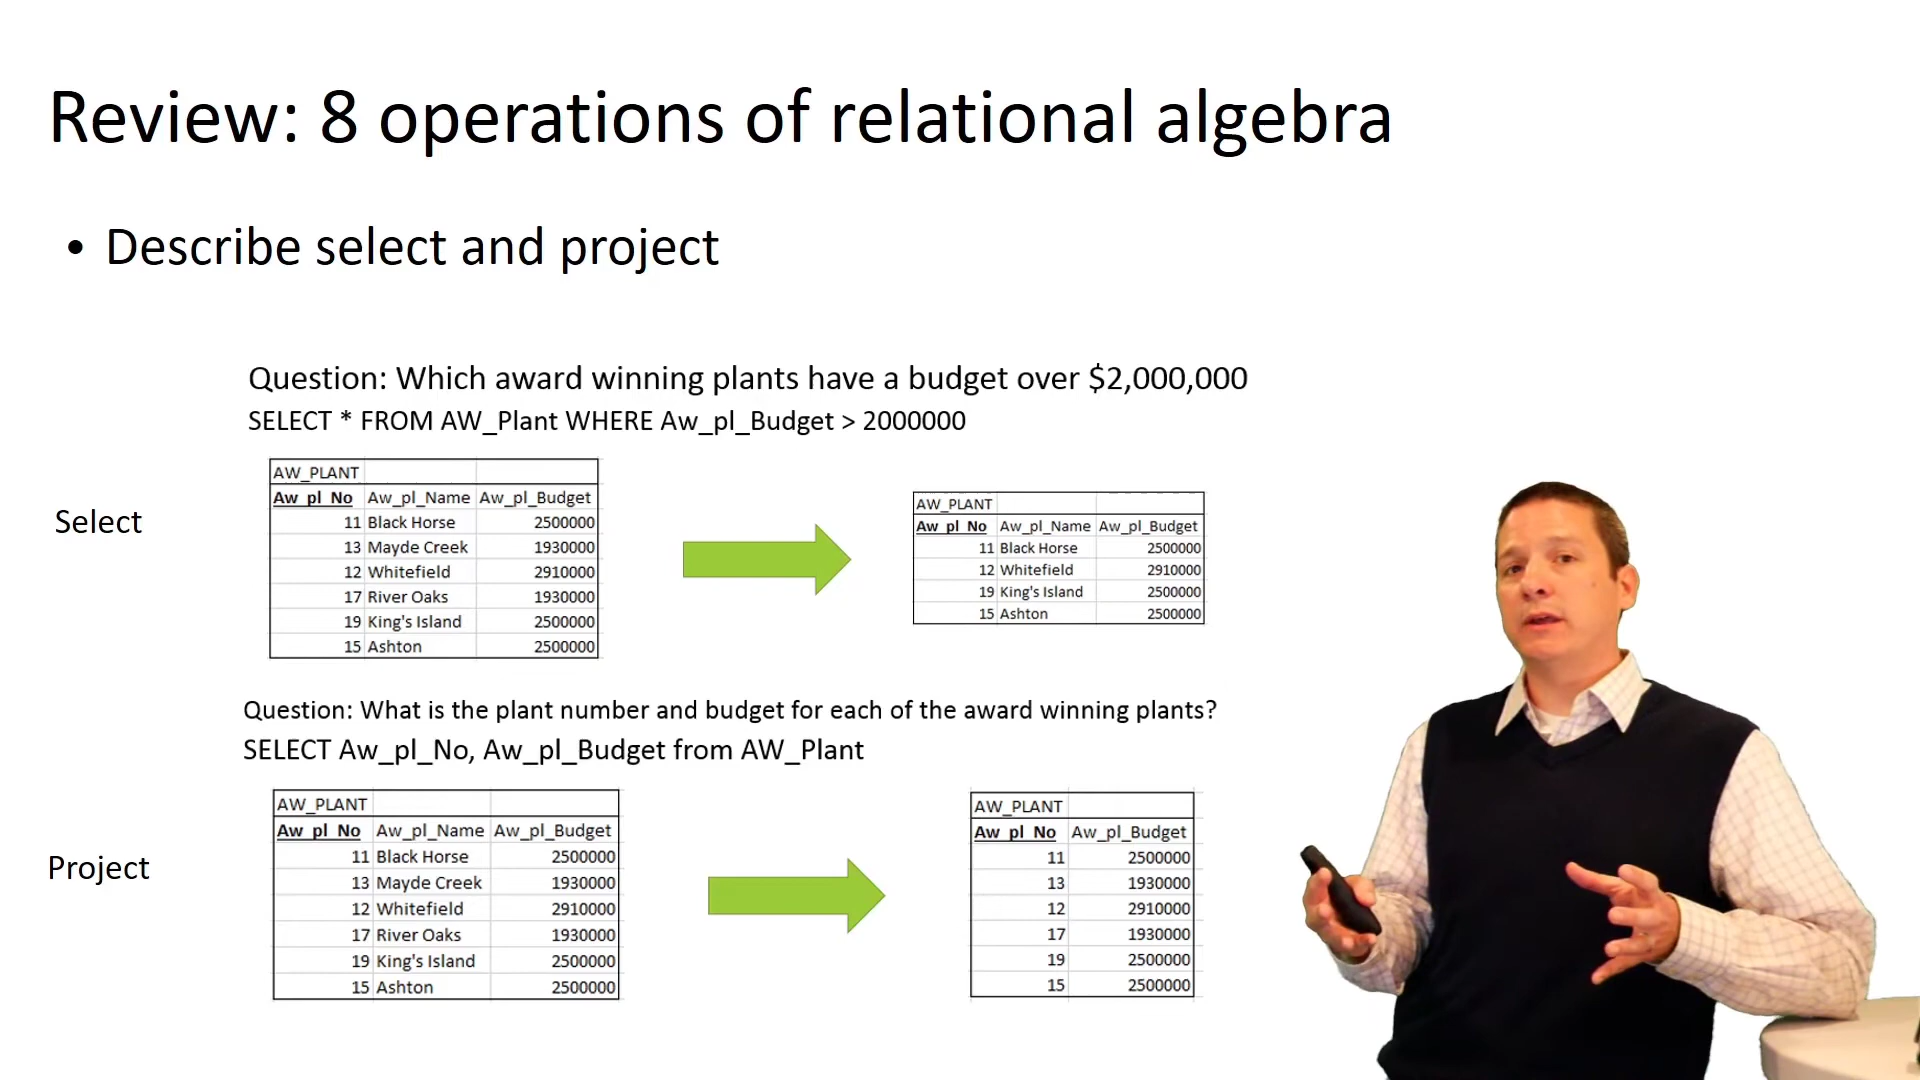 Review: 8 operations of relational algebra
• Describe select and project
Question: Which award winning plants have a budget over $2,000,000
SELECT * FROM AW_Plant WHERE Aw_pl_Budget > 2000000
Select
AW_PLANT
Aw_pl_No Aw_pl_Name Aw_pl_Budget
11 Black Horse 2500000
13 Mayde Creek 1930000
12 Whitefield 2910000
17 River Oaks 1930000
19 King's Island 2500000
15 Ashton 2500000
AW_PLANT
Aw_pl_No Aw_pl_Name Aw_pl_Budget
11 Black Horse 2500000
12 Whitefield 2910000
19 King's Island 2500000
15 Ashton 2500000
Question: What is the plant number and budget for each of the award winning plants?
SELECT Aw_pl_No, Aw_pl_Budget from AW_Plant
Project
AW_PLANT
Aw_pl_No Aw_pl_Name Aw_pl_Budget
11 Black Horse 2500000
13 Mayde Creek 1930000
12 Whitefield 2910000
17 River Oaks 1930000
19 King's Island 2500000
15 Ashton 2500000
AW_PLANT
Aw_pl_No Aw_pl_Budget
11 2500000
13 1930000
12 2910000
17 1930000
19 2500000
15 2500000